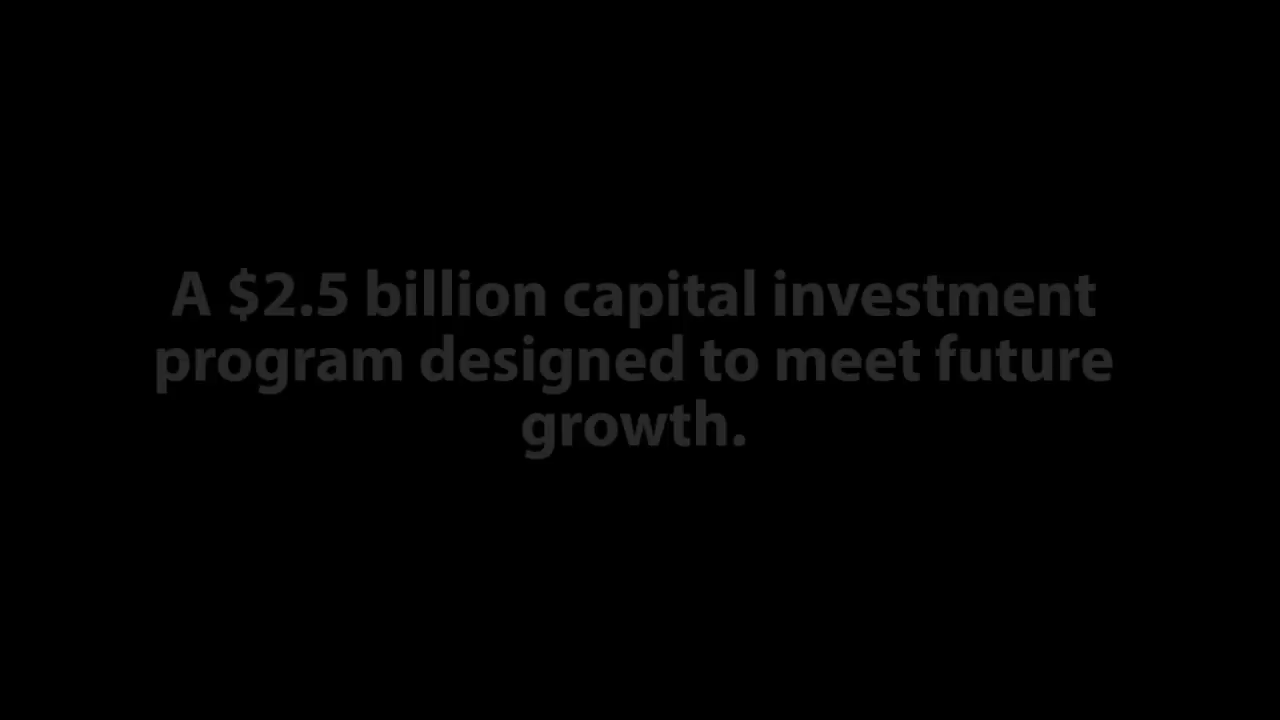 A $2.5 billion capital investment
program designed to meet future
growth.